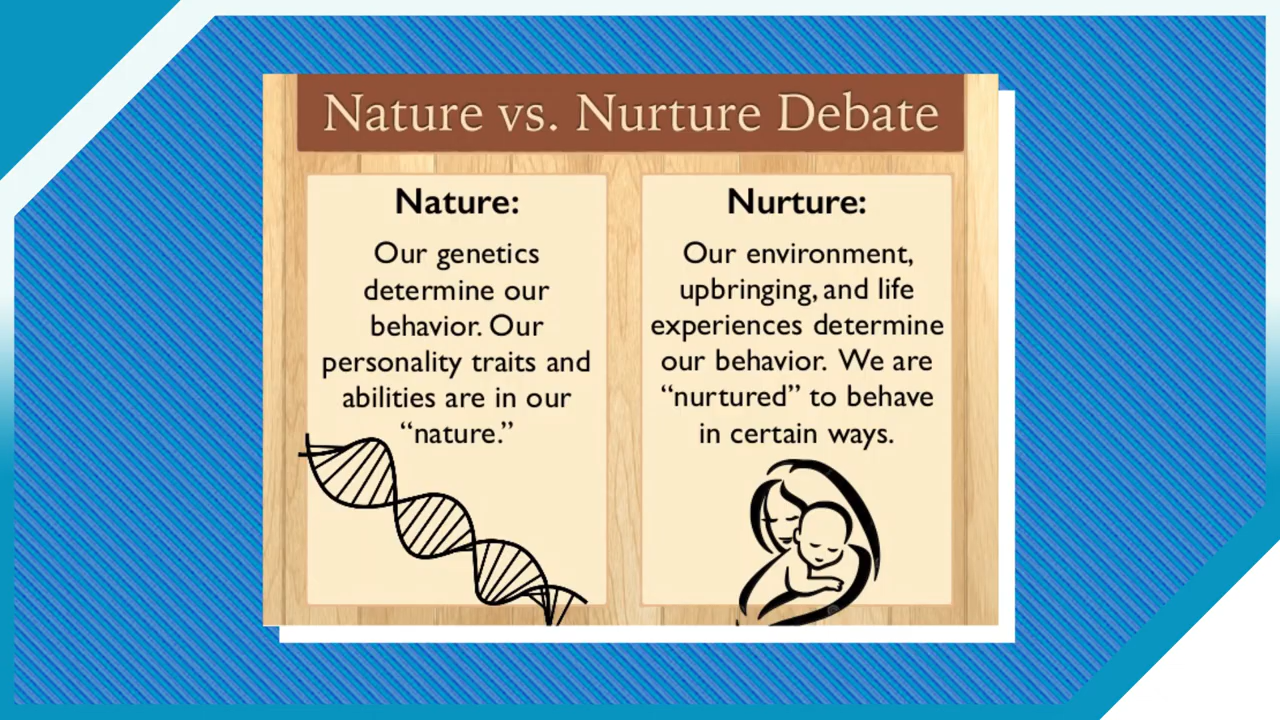 Nature vs. Nurture Debate
Nature:
Our genetics
determine our
behavior. Our
personality traits and
abilities are in our
“nature.”
Nurture:
Our environment,
upbringing, and life
experiences determine
our behavior. We are
“nurtured” to behave
in certain ways.